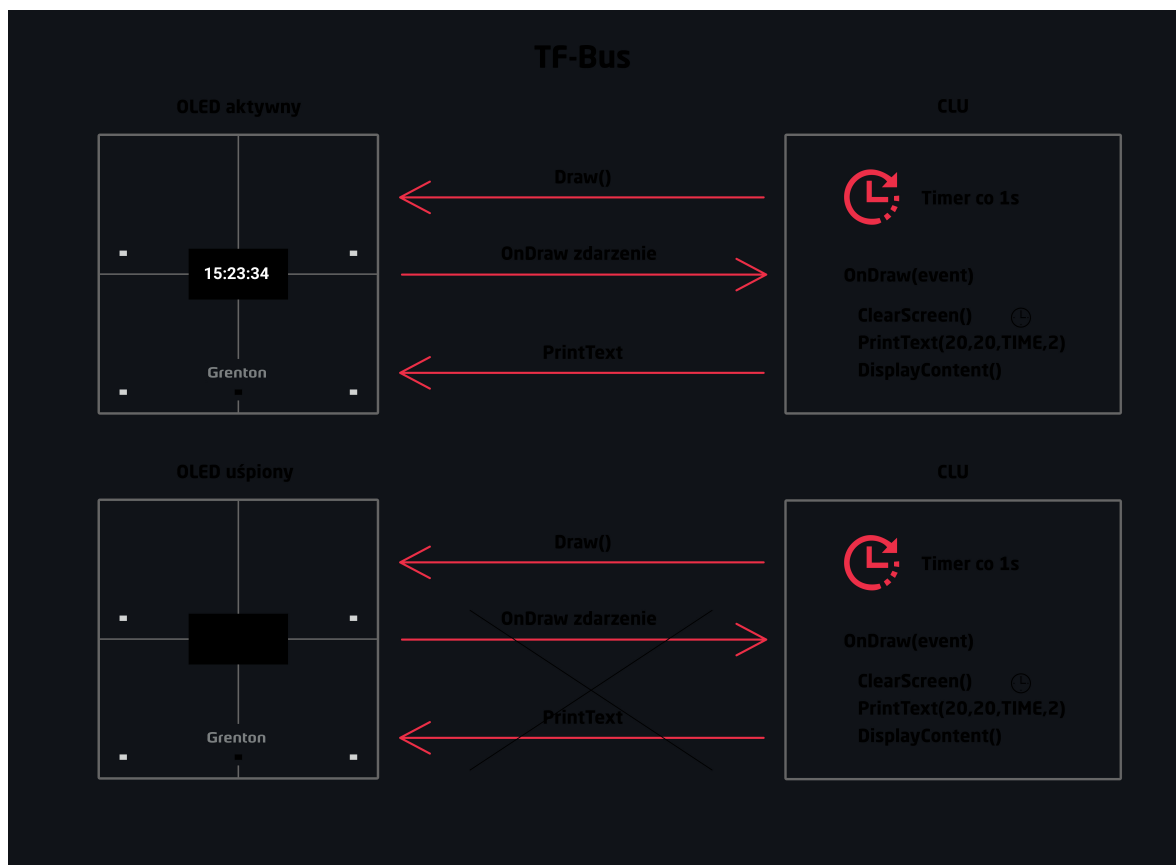 TF-Bus
OLED aktywny
CLU
Draw()
Timer co 1s
OnDraw zdarzenie
15:23:34
OnDraw(event)
ClearScreen()
PrintText(20,20,TIME,2)
PrintText
DisplayContent()
Grenton
OLED uśpiony
CLU
Draw()
Timer co 1s
OnDraw zdarzenie
OnDraw(event)
ClearScreen()
PrintText(20,20,TIME,2)
PrintText
DisplayContent()
Grenton